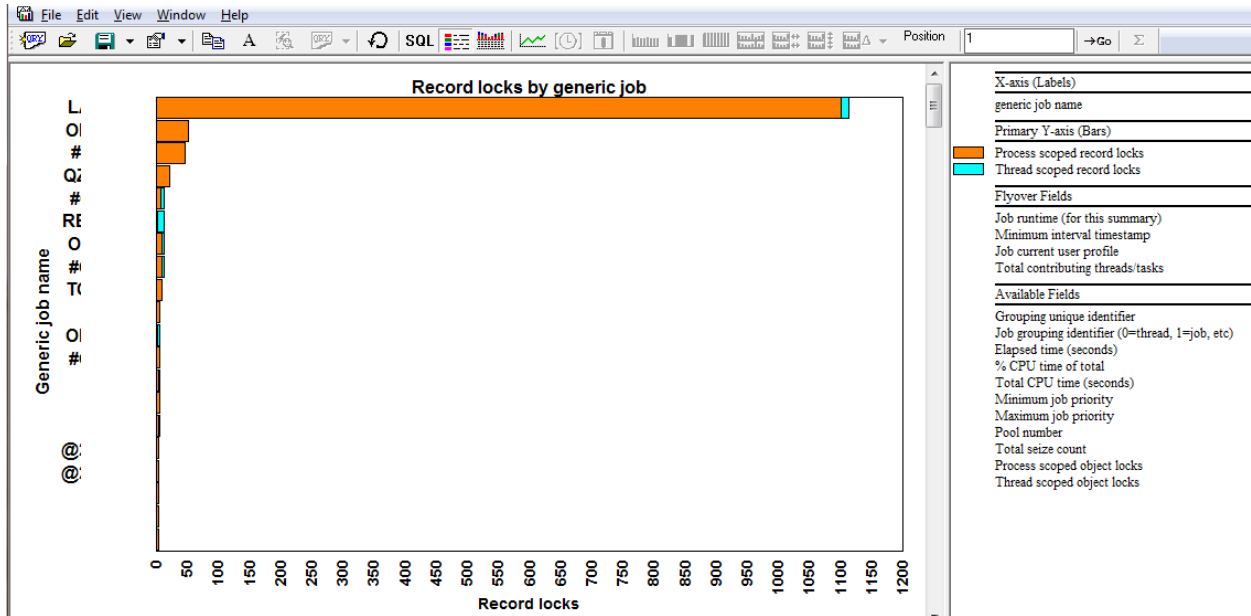 File Edit View Window Help
SQL Position 1 →Go Σ
Record locks by generic job
Generic job name
L
O
#
Q
#
RE
O
#
TO
O
#
@
@
0 50 100 150 200 250 300 350 400 450 500 550 600 650 700 750 800 850 900 950 1000 1050 1100 1150 1200
Record locks
X-axis (Labels)
generic job name
Primary Y-axis (Bars)
Process scoped record locks
Thread scoped record locks
Flyover Fields
Job runtime (for this summary)
Minimum interval timestamp
Job current user profile
Total contributing threads/tasks
Available Fields
Grouping unique identifier
Job grouping identifier (0=thread, 1=job, etc)
Elapsed time (seconds)
% CPU time of total
Total CPU time (seconds)
Minimum job priority
Maximum job priority
Pool number
Total seize count
Process scoped object locks
Thread scoped object locks